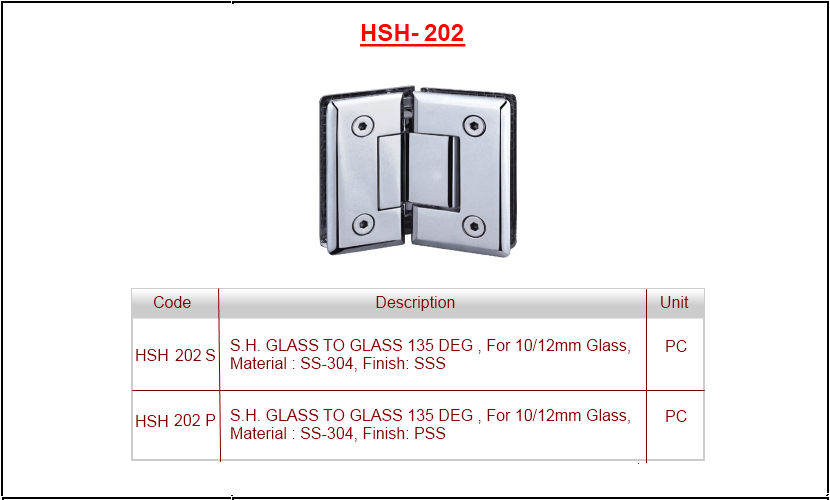 HSH- 202
Code Description Unit
HSH 202 S S.H. GLASS TO GLASS 135 DEG , For 10/12mm Glass, PC
Material : SS-304, Finish: SSS
HSH 202 P S.H. GLASS TO GLASS 135 DEG , For 10/12mm Glass, PC
Material : SS-304, Finish: PSS